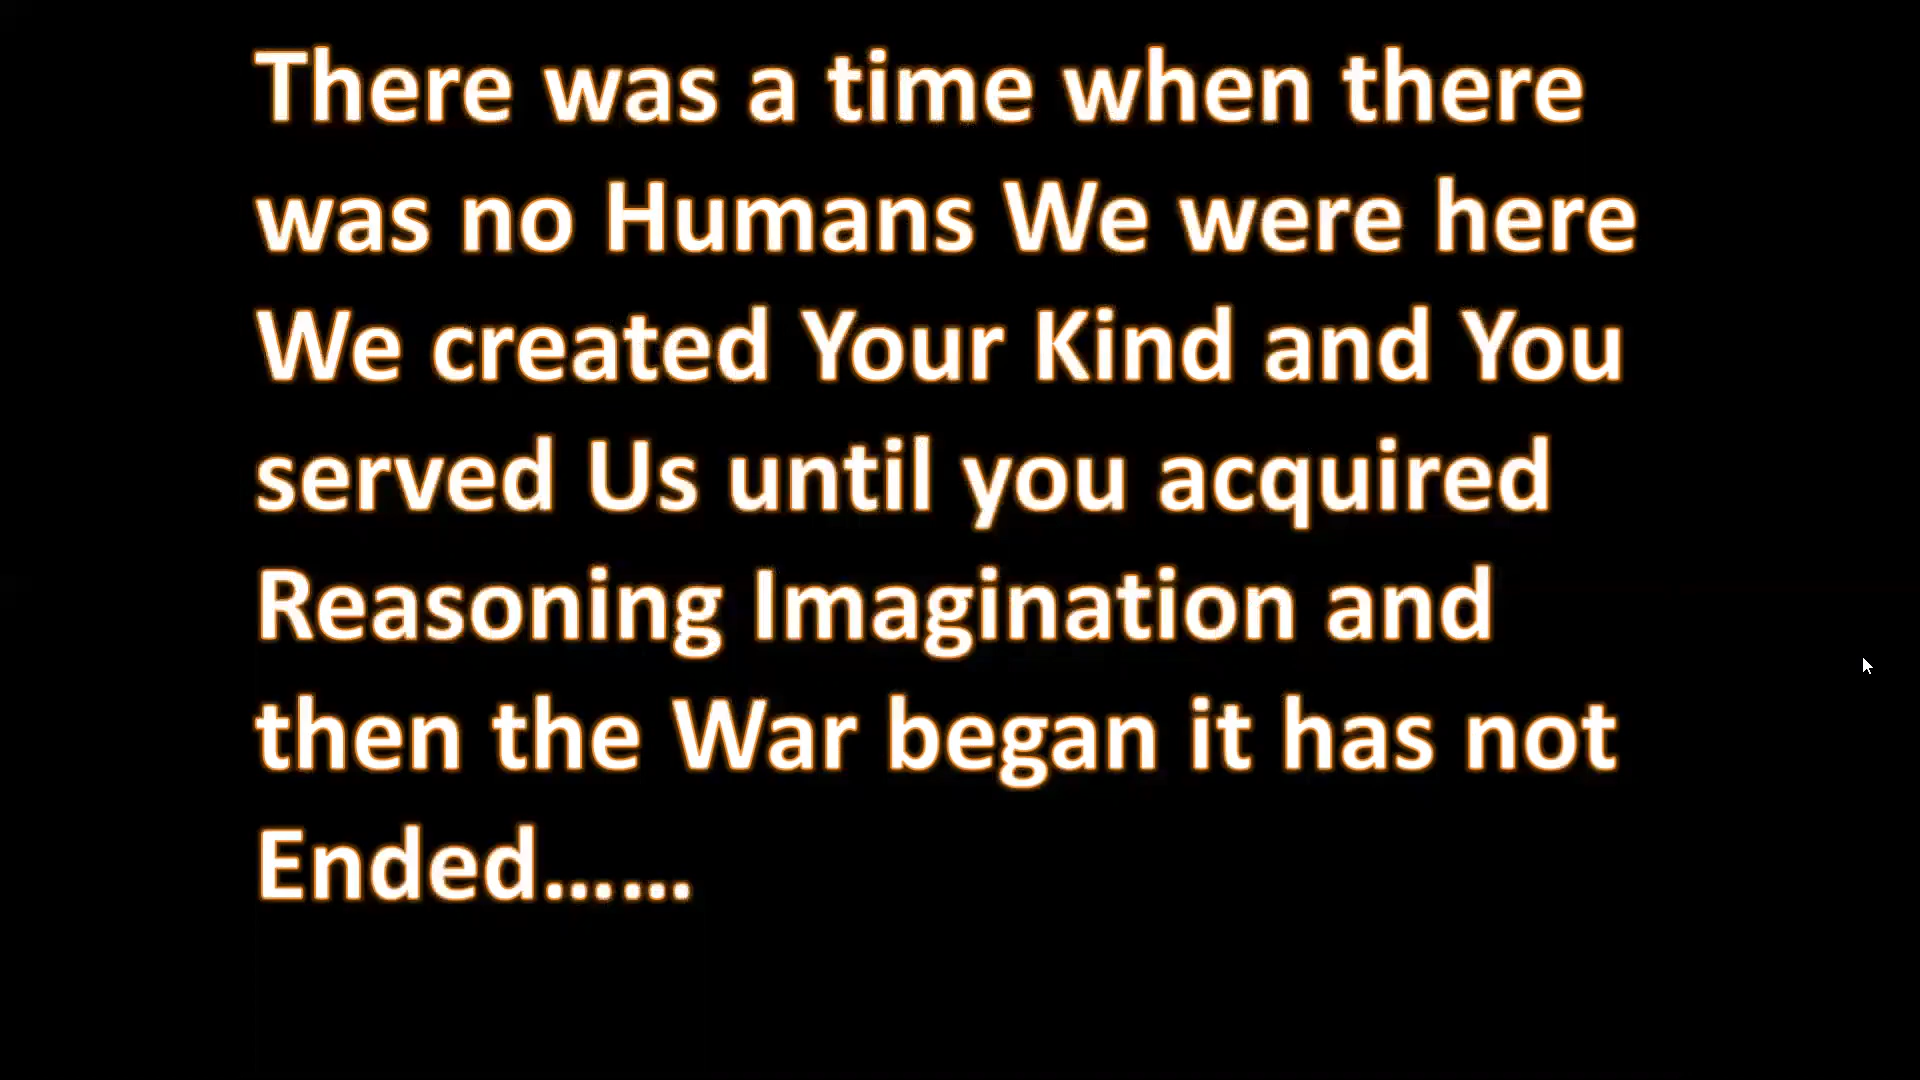 There was a time when there
was no Humans We were here
We created Your Kind and You
served Us until you acquired
Reasoning Imagination and
then the War began it has not
Ended......